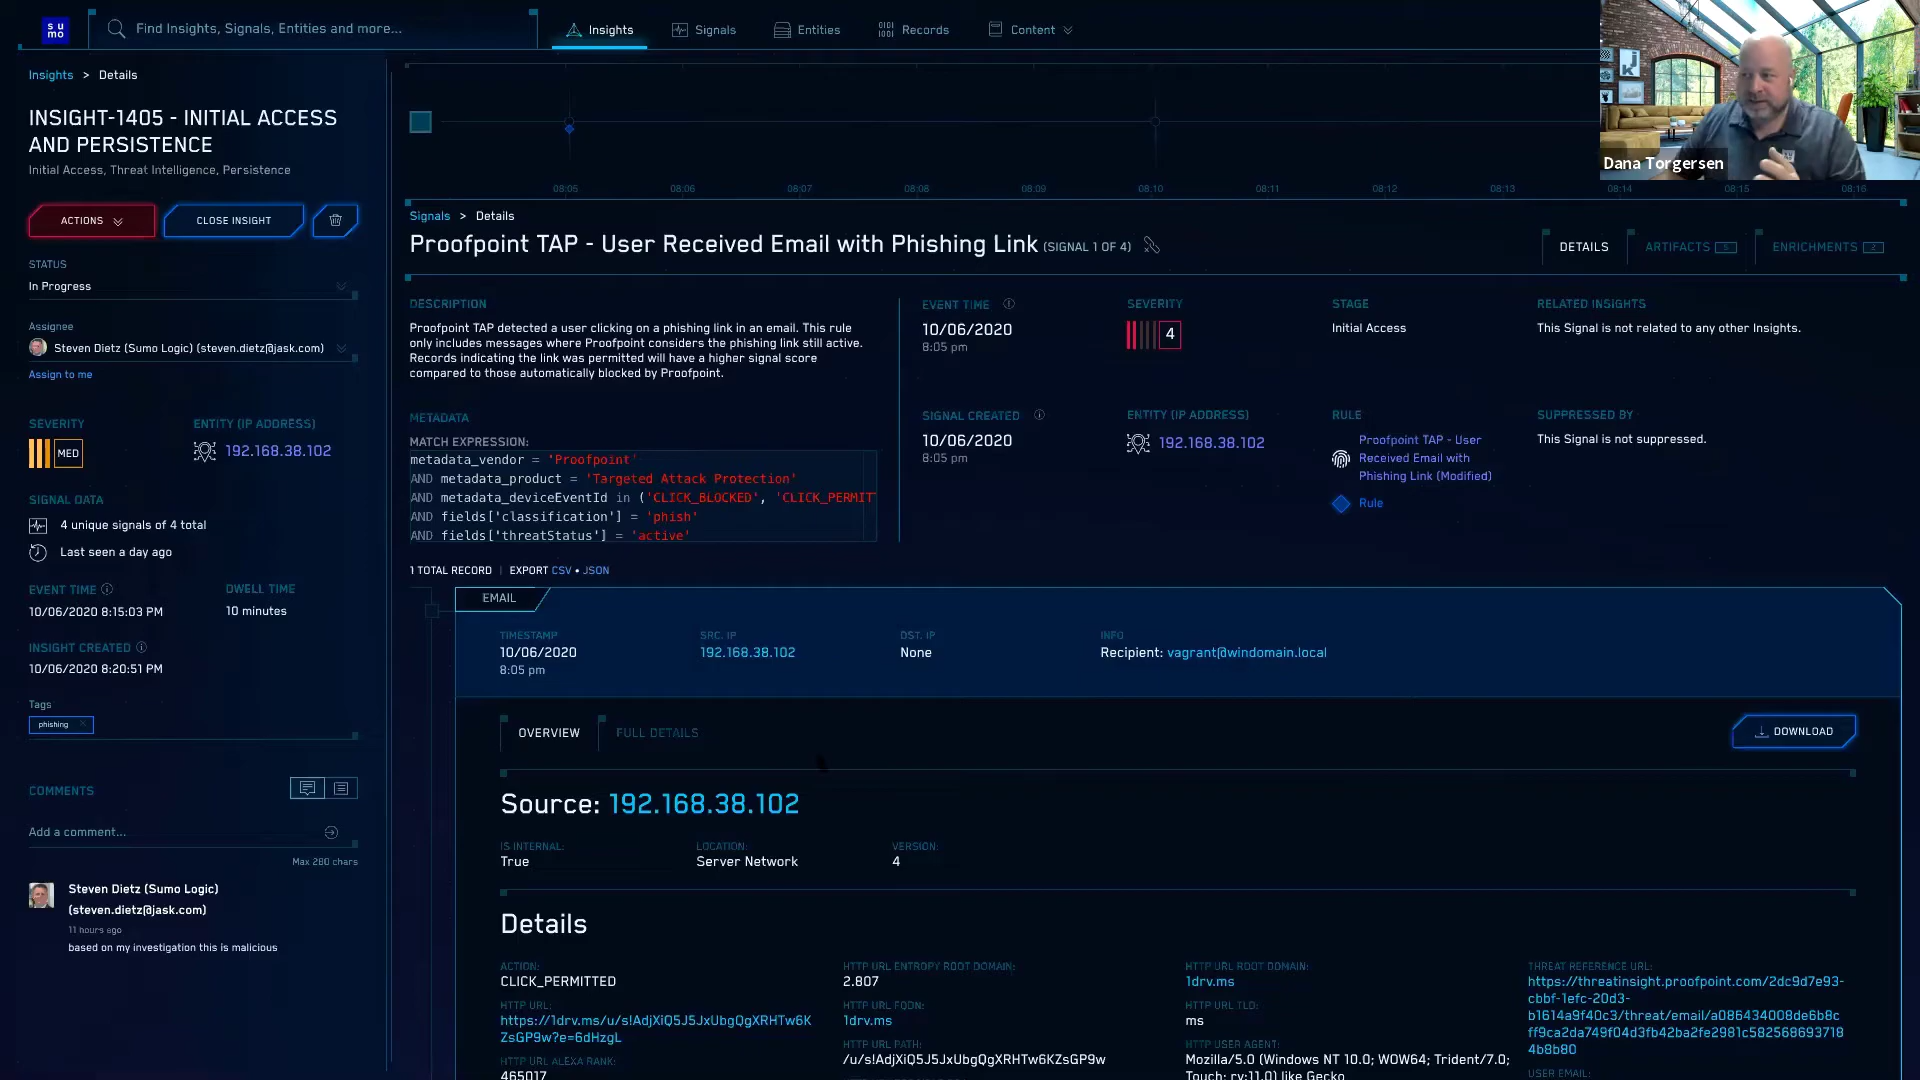 su
mo
Find Insights, Signals, Entities and more...
Insights
Signals
Entities
Records
Content
Dana Torgersen
Insights > Details
INSIGHT-1405 - INITIAL ACCESS
AND PERSISTENCE
Initial Access, Threat Intelligence, Persistence
ACTIONS
CLOSE INSIGHT
STATUS
In Progress
Assignee
Steven Dietz (Sumo Logic) (steven.dietz@jask.com)
Assign to me
SEVERITY
MED
ENTITY (IP ADDRESS)
192.168.38.102
SIGNAL DATA
4 unique signals of 4 total
Last seen a day ago
EVENT TIME
10/06/2020 8:15:03 PM
DWELL TIME
10 minutes
INSIGHT CREATED
10/06/2020 8:20:51 PM
Tags
phishing
COMMENTS
Add a comment...
Max 280 chars
Steven Dietz (Sumo Logic)
(steven.dietz@jask.com)
11 hours ago
based on my investigation this is malicious
08:05 08:06 08:07 08:08 08:09 08:10 08:11 08:12 08:13 08:14 08:15 08:16
Signals > Details
Proofpoint TAP - User Received Email with Phishing Link (SIGNAL 1 OF 4)
DETAILS
ARTIFACTS
ENRICHMENTS
DESCRIPTION
Proofpoint TAP detected a user clicking on a phishing link in an email. This rule
only includes messages where Proofpoint considers the phishing link still active.
Records indicating the link was permitted will have a higher signal score
compared to those automatically blocked by Proofpoint.
METADATA
MATCH EXPRESSION:
metadata_vendor = 'Proofpoint'
AND metadata_product = 'Targeted Attack Protection'
AND metadata_deviceEventId in ('CLICK_BLOCKED', 'CLICK_PERMIT
AND fields['classification'] = 'phish'
AND fields['threatStatus'] = 'active'
EVENT TIME
10/06/2020
8:05 pm
SEVERITY
4
STAGE
Initial Access
RELATED INSIGHTS
This Signal is not related to any other Insights.
SIGNAL CREATED
10/06/2020
8:05 pm
ENTITY (IP ADDRESS)
192.168.38.102
RULE
Proofpoint TAP - User
Received Email with
Phishing Link (Modified)
Rule
SUPPRESSED BY
This Signal is not suppressed.
1 TOTAL RECORD | EXPORT CSV • JSON
EMAIL
TIMESTAMP
10/06/2020
8:05 pm
SRC. IP
192.168.38.102
DST. IP
None
INFO
Recipient: vagrant@windomain.local
OVERVIEW
FULL DETAILS
DOWNLOAD
Source: 192.168.38.102
IS INTERNAL:
True
LOCATION:
Server Network
VERSION:
4
Details
ACTION:
CLICK_PERMITTED
HTTP URL:
https://1drv.ms/u/s!AdjXiQ5J5JxUbgQgXRHTw6K
ZsGP9w?e=6dHzgL
HTTP URL ALEXA RANK:
465017
HTTP URL ENTROPY ROOT DOMAIN:
2.807
HTTP URL FQDN:
1drv.ms
HTTP URL PATH:
/u/s!AdjXiQ5J5JxUbgQgXRHTw6KZsGP9w
HTTP URL ROOT DOMAIN:
1drv.ms
HTTP URL TLD:
ms
HTTP USER AGENT:
Mozilla/5.0 (Windows NT 10.0; WOW64; Trident/7.0;
Touch; rv:11.0) like Gecko
THREAT REFERENCE URL:
https://threatinsight.proofpoint.com/2dc9d7e93-
cbbf-1efc-20d3-
b1614a9f40c3/threat/email/a086434008de6b8c
ff9ca2da749f04d3fb42ba2fe2981c582568693718
4b8b80
USER EMAIL: